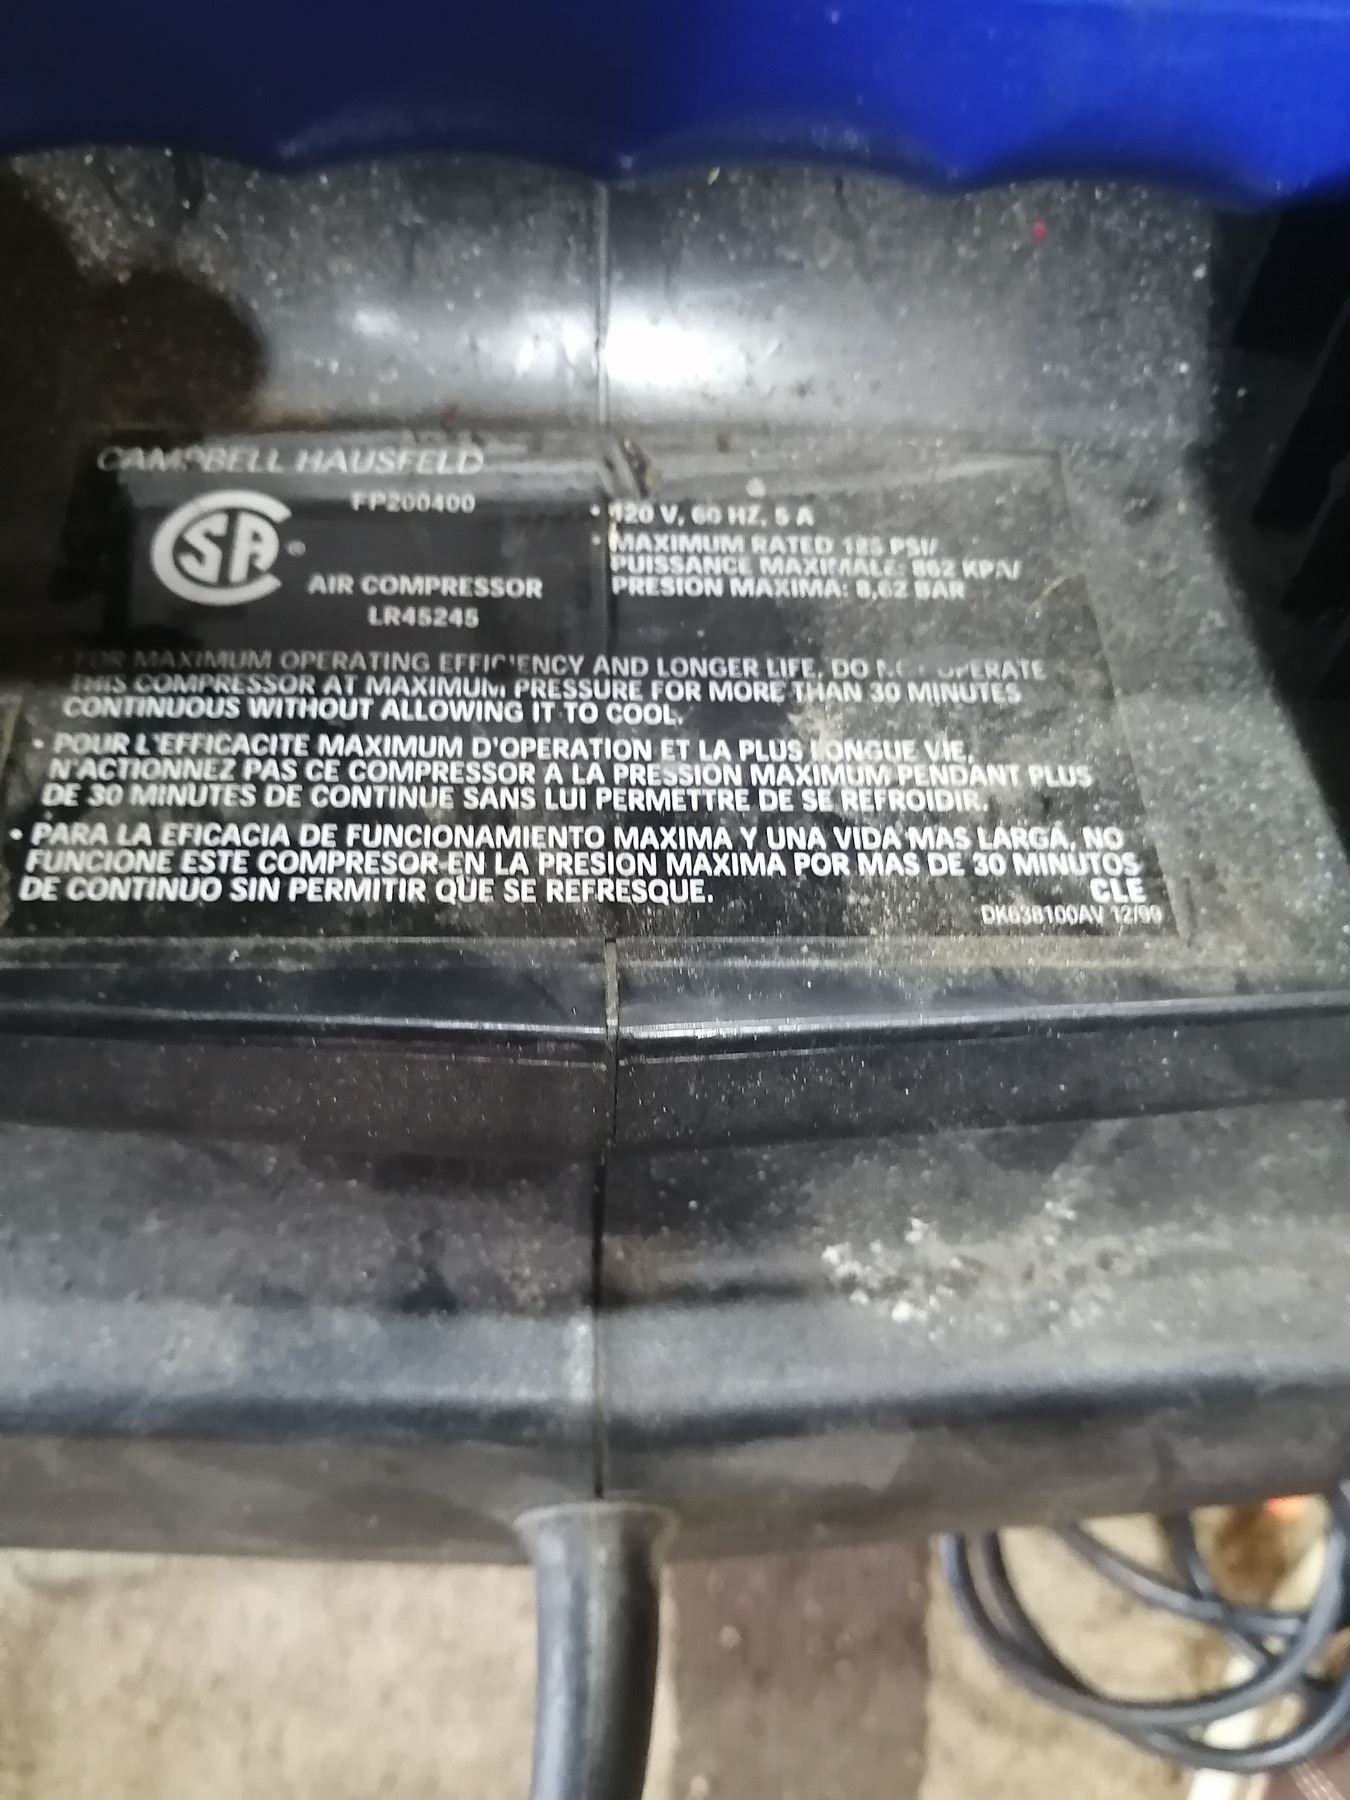 CAMPBELL HAUSFELD
FP200400
SA ®
AIR COMPRESSOR
LR45245
• 120 V, 60 HZ, 5 A
• MAXIMUM RATED 125 PSI/
PUISSANCE MAXIMALE: 862 KPA/
PRESION MAXIMA: 8,62 BAR
• FOR MAXIMUM OPERATING EFFICIENCY AND LONGER LIFE, DO NOT OPERATE
THIS COMPRESSOR AT MAXIMUM PRESSURE FOR MORE THAN 30 MINUTES
CONTINUOUS WITHOUT ALLOWING IT TO COOL.
• POUR L'EFFICACITE MAXIMUM D'OPERATION ET LA PLUS LONGUE VIE,
N'ACTIONNEZ PAS CE COMPRESSOR A LA PRESSION MAXIMUM PENDANT PLUS
DE 30 MINUTES DE CONTINUE SANS LUI PERMETTRE DE SE REFROIDIR.
• PARA LA EFICACIA DE FUNCIONAMIENTO MAXIMA Y UNA VIDA MAS LARGA, NO
FUNCIONE ESTE COMPRESOR EN LA PRESION MAXIMA POR MAS DE 30 MINUTOS
DE CONTINUO SIN PERMITIR QUE SE REFRESQUE.
CLE
DK638100AV 12/99